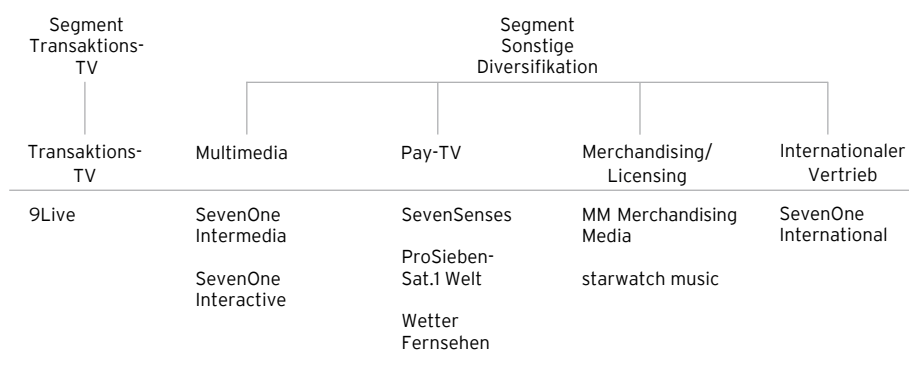 Segment
Transaktions-
TV
Segment
Sonstige
Diversifikation
Transaktions-
TV
Multimedia
Pay-TV
Merchandising/
Licensing
Internationaler
Vertrieb
9Live
SevenOne
Intermedia
SevenOne
Interactive
SevenSenses
ProSieben-
Sat.1 Welt
Wetter
Fernsehen
MM Merchandising
Media
starwatch music
SevenOne
International